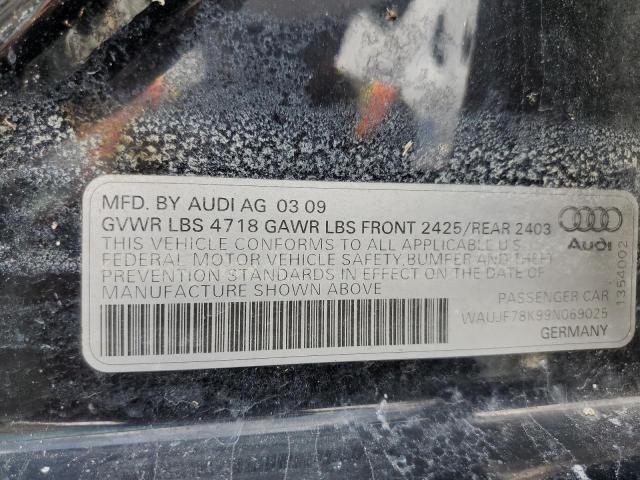 MFD. BY AUDI AG 03 09
GVWR LBS 4718 GAWR LBS FRONT 2425/REAR 2403
THIS VEHICLE CONFORMS TO ALL APPLICABLE U.S.
FEDERAL MOTOR VEHICLE SAFETY, BUMPER AND THEFT
PREVENTION STANDARDS IN EFFECT ON THE DATE OF
MANUFACTURE SHOWN ABOVE
Audi
1354002
PASSENGER CAR
WAUJF78K99N069025
GERMANY